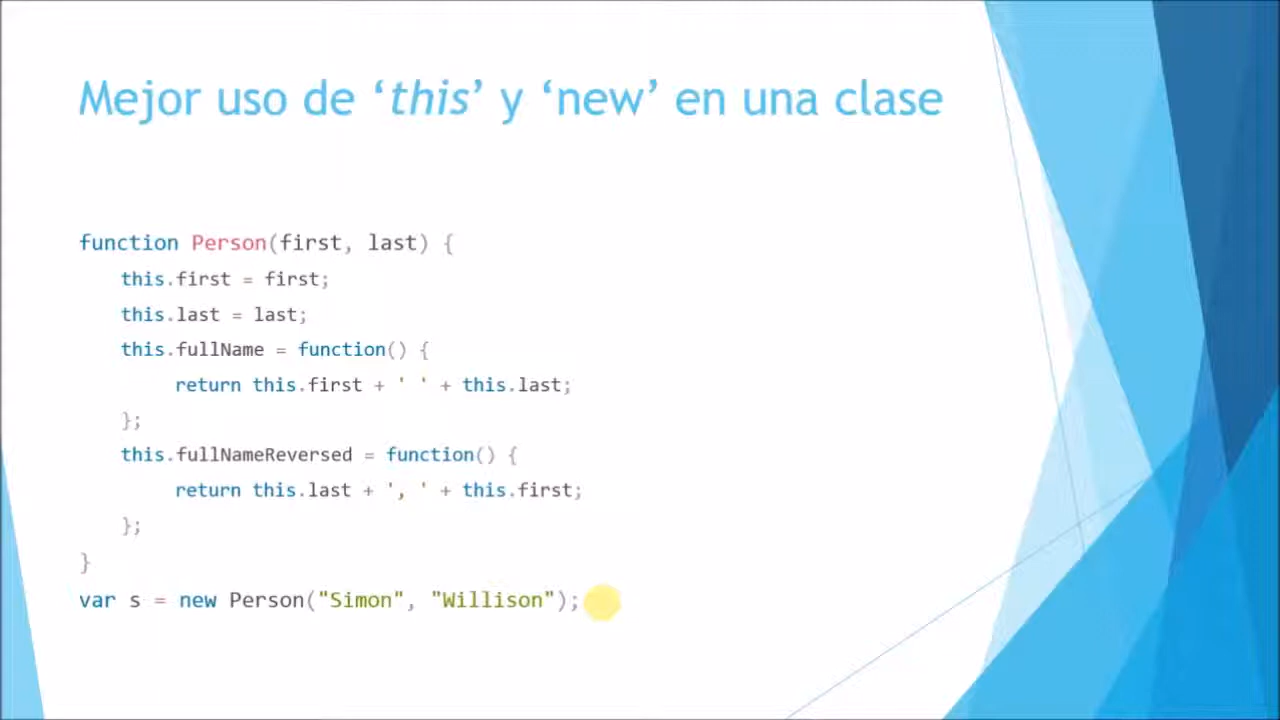 Mejor uso de ‘this’ y ‘new’ en una clase
function Person(first, last) {
this.first = first;
this.last = last;
this.fullName = function() {
return this.first + ' ' + this.last;
};
this.fullNameReversed = function() {
return this.last + ', ' + this.first;
};
}
var s = new Person("Simon", "Willison");